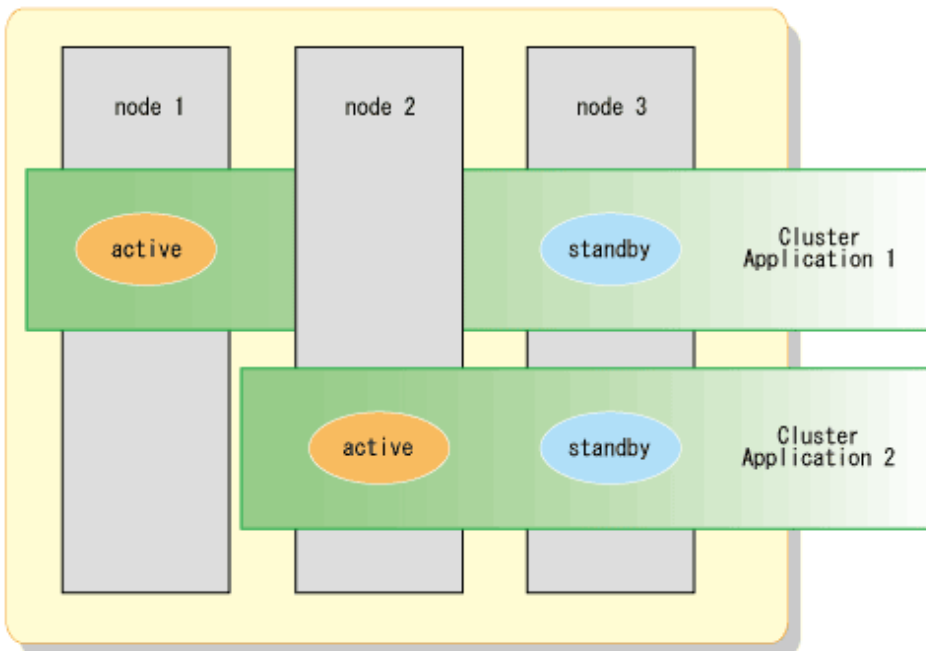 node 1
node 2
node 3
active
standby
Cluster
Application 1
active
standby
Cluster
Application 2